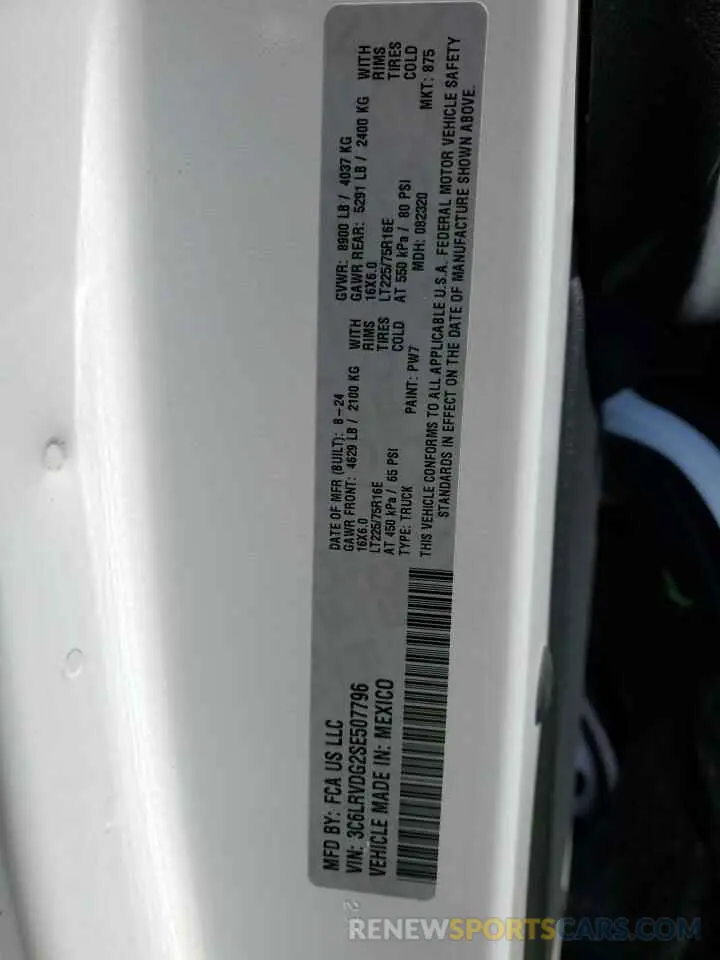 MFD BY: FCA US LLC
VIN: 3C6LRVDG2SE507796
VEHICLE MADE IN: MEXICO
DATE OF MFR (BUILT): 8-24 GVWR: 8900 LB / 4037 KG
GAWR FRONT: 4629 LB / 2100 KG WITH GAWR REAR: 5291 LB / 2400 KG WITH
16X6.0 RIMS 16X6.0 RIMS
LT225/75R16E TIRES LT225/75R16E TIRES
AT 450 kPa / 65 PSI COLD AT 550 kPa / 80 PSI COLD
TYPE: TRUCK PAINT: PW7 MDH: 082320 MKT: 875
THIS VEHICLE CONFORMS TO ALL APPLICABLE U.S.A. FEDERAL MOTOR VEHICLE SAFETY
STANDARDS IN EFFECT ON THE DATE OF MANUFACTURE SHOWN ABOVE.
RENEWSPORTSCARS.COM